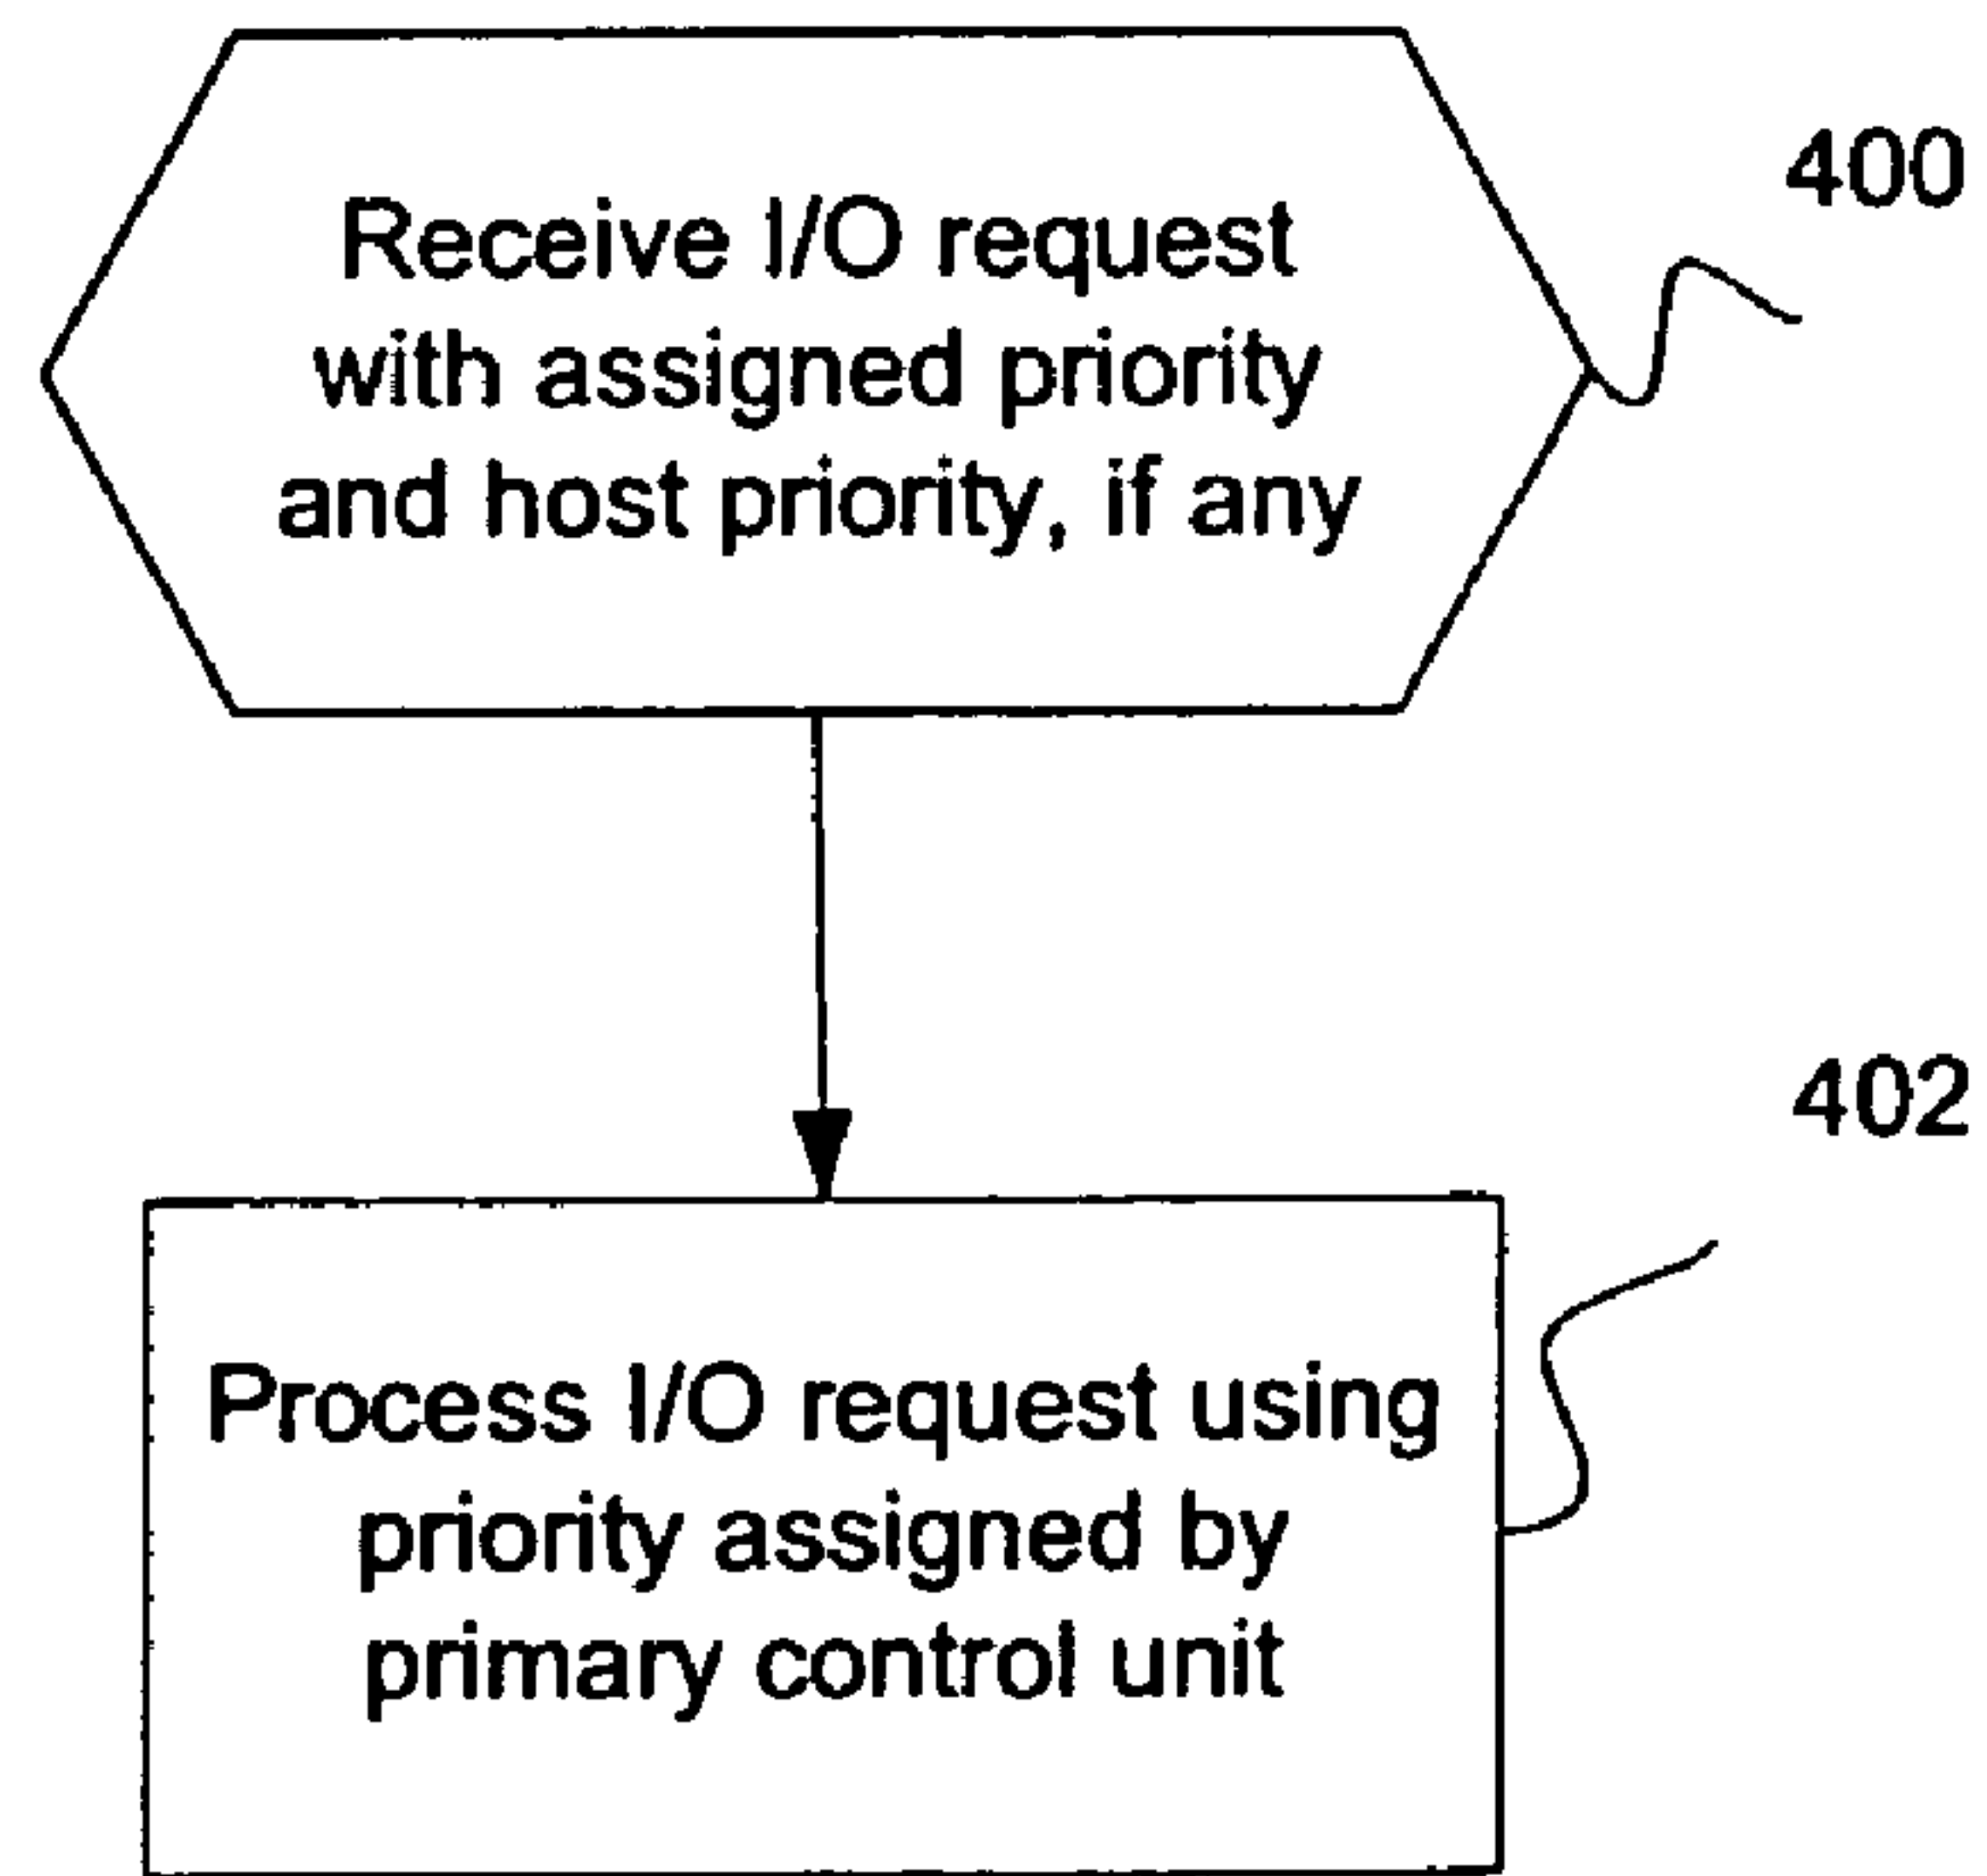 400
Receive I/O request
with assigned priority
and host priority, if any
402
Process I/O request using
priority assigned by
primary control unit